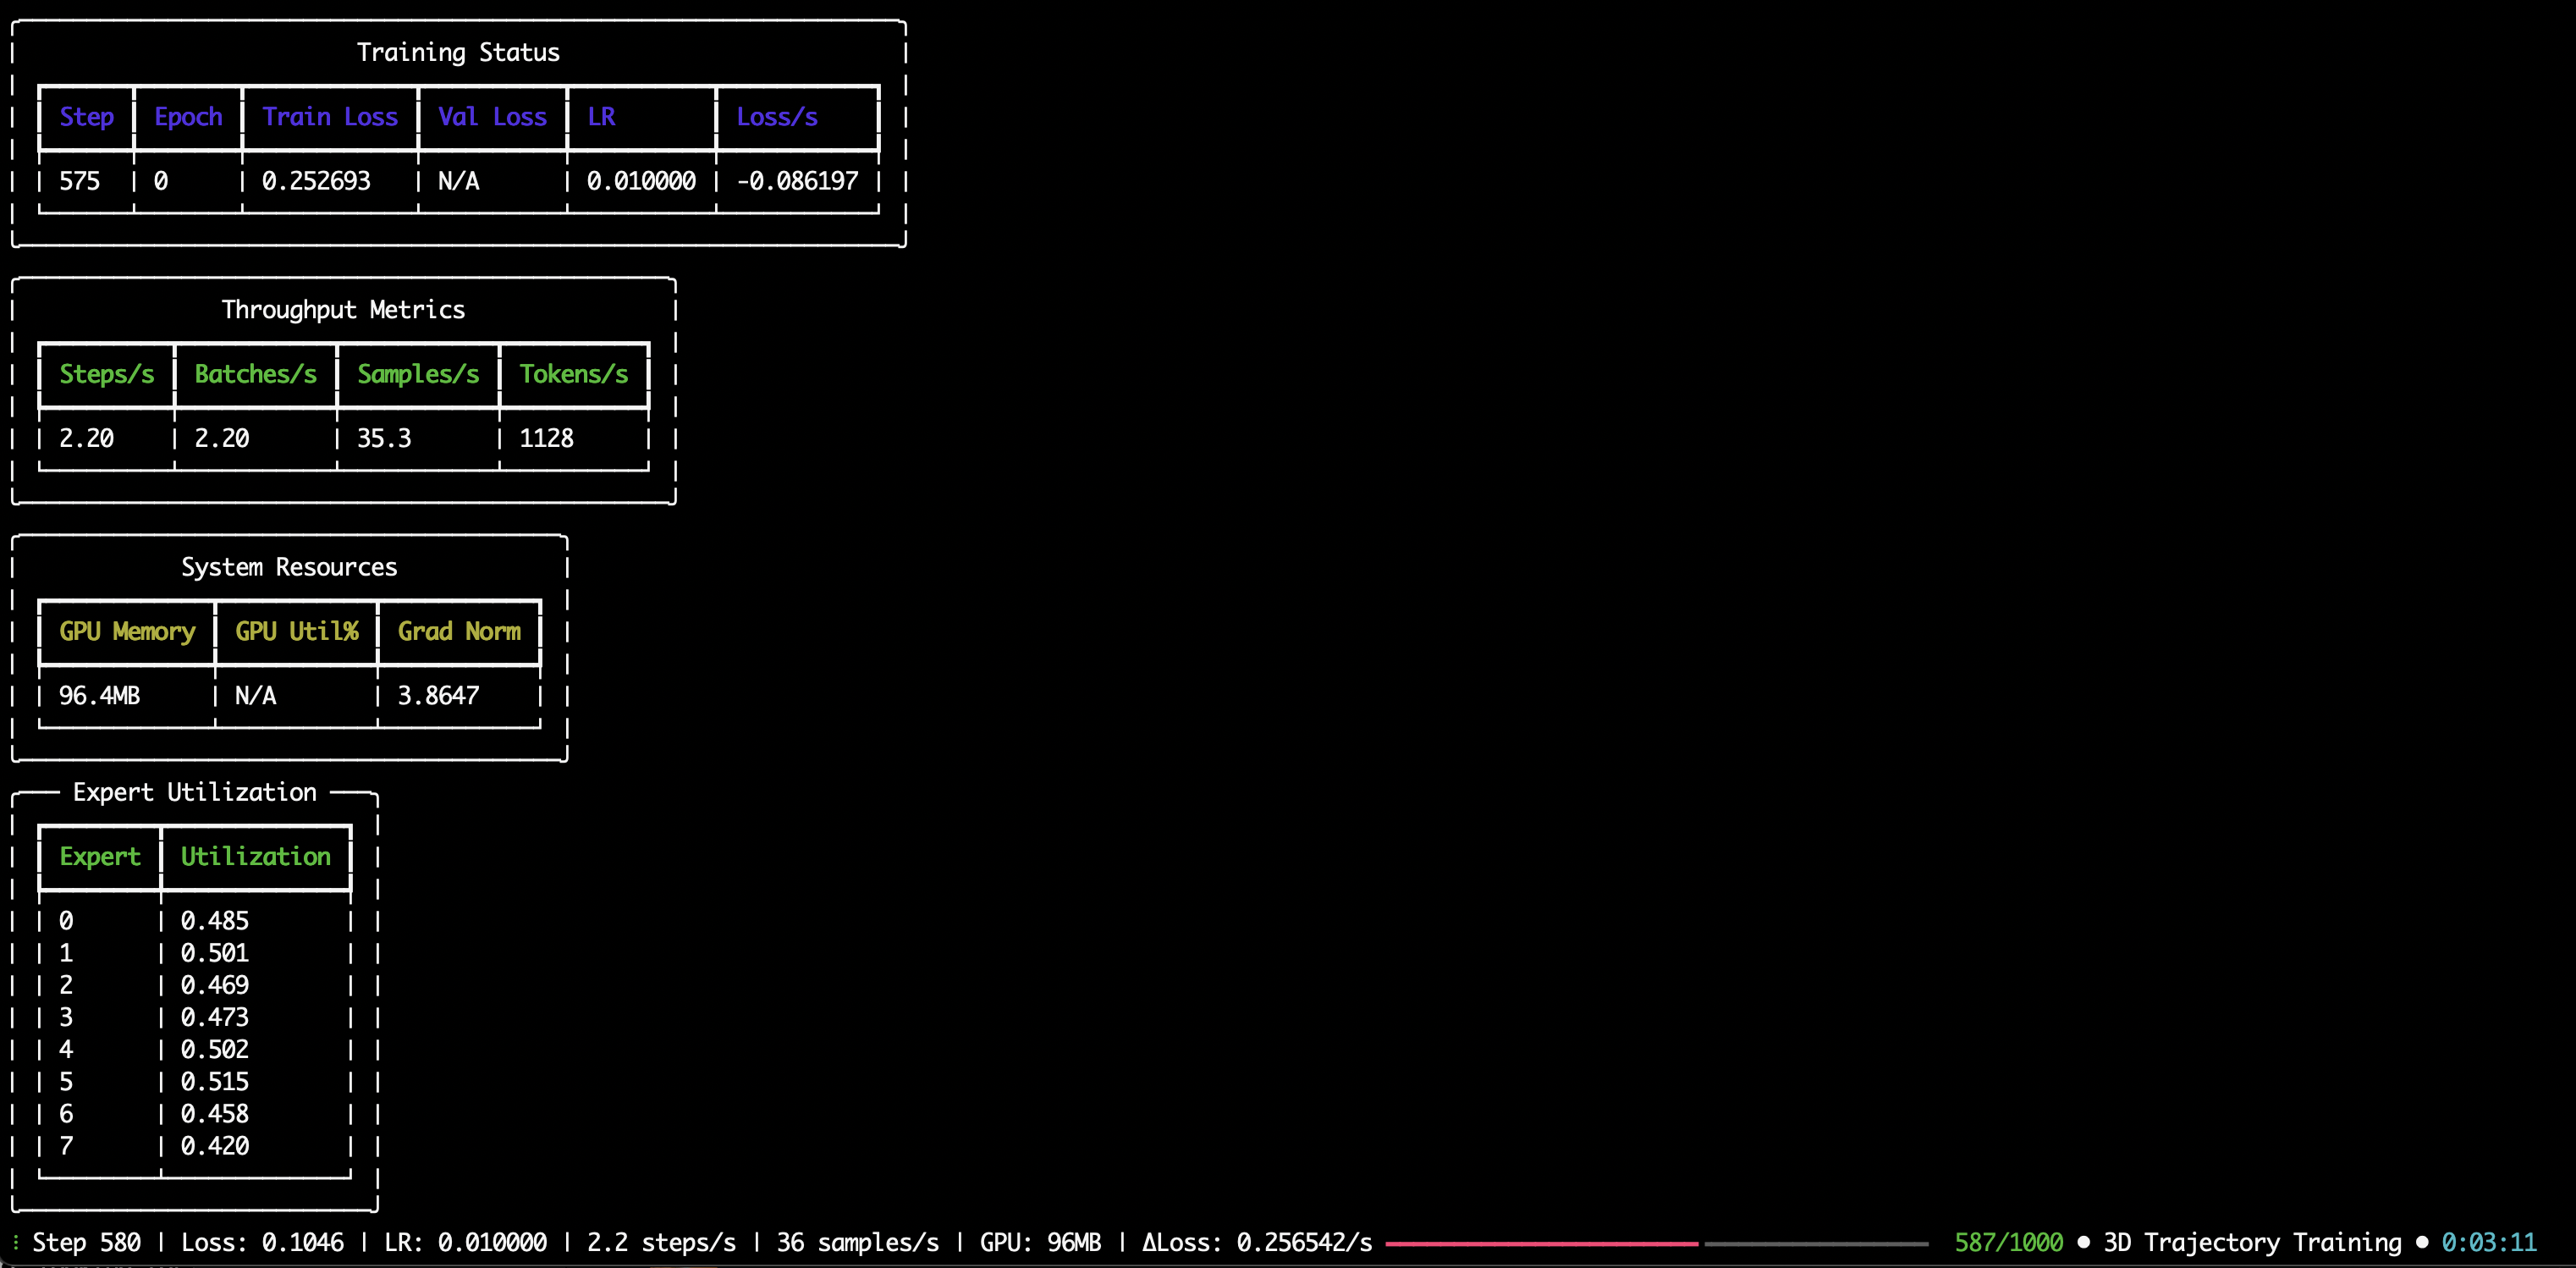 Training Status
Step Epoch Train Loss Val Loss LR Loss/s
575 0 0.252693 N/A 0.010000 -0.086197
Throughput Metrics
Steps/s Batches/s Samples/s Tokens/s
2.20 2.20 35.3 1128
System Resources
GPU Memory GPU Util% Grad Norm
96.4MB N/A 3.8647
Expert Utilization
Expert Utilization
0 0.485
1 0.501
2 0.469
3 0.473
4 0.502
5 0.515
6 0.458
7 0.420
Step 580 | Loss: 0.1046 | LR: 0.010000 | 2.2 steps/s | 36 samples/s | GPU: 96MB | ΔLoss: 0.256542/s 587/1000 • 3D Trajectory Training • 0:03:11